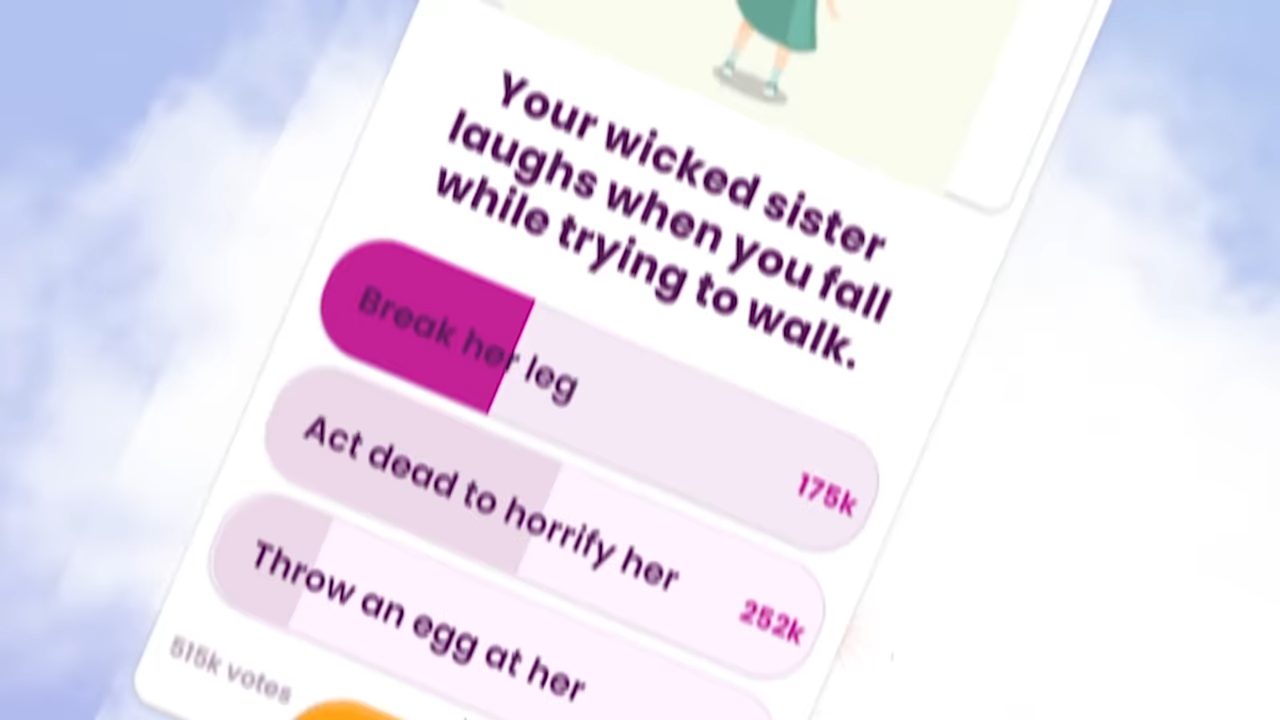 Your wicked sister
laughs when you fall
while trying to walk.
Break her leg
175k
Act dead to horrify her
252k
Throw an egg at her
515k votes